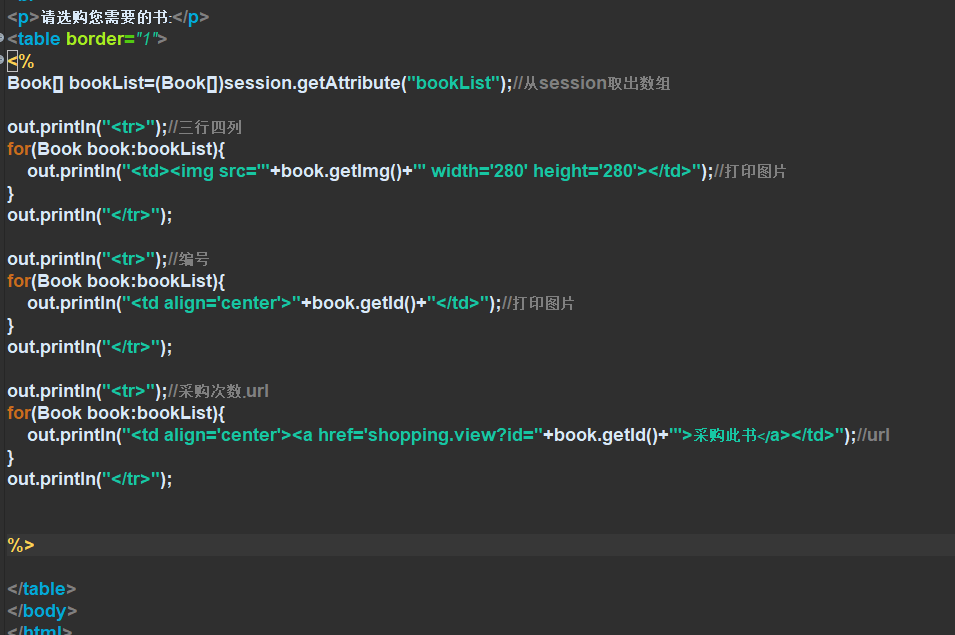 <p>请选购您需要的书:</p>
<table border="1">
<%
Book[] bookList=(Book[])session.getAttribute("bookList");//从session取出数组
out.println("<tr>");//三行四列
for(Book book:bookList){
out.println("<td><img src='"+book.getImg()+"' width='280' height='280'></td>");//打印图片
}
out.println("</tr>");
out.println("<tr>");//编号
for(Book book:bookList){
out.println("<td align='center'>"+book.getId()+"</td>");//打印图片
}
out.println("</tr>");
out.println("<tr>");//采购次数,url
for(Book book:bookList){
out.println("<td align='center'><a href='shopping.view?id="+book.getId()+"'>采购此书</a></td>");//url
}
out.println("</tr>");
%>
</table>
</body>
</html>